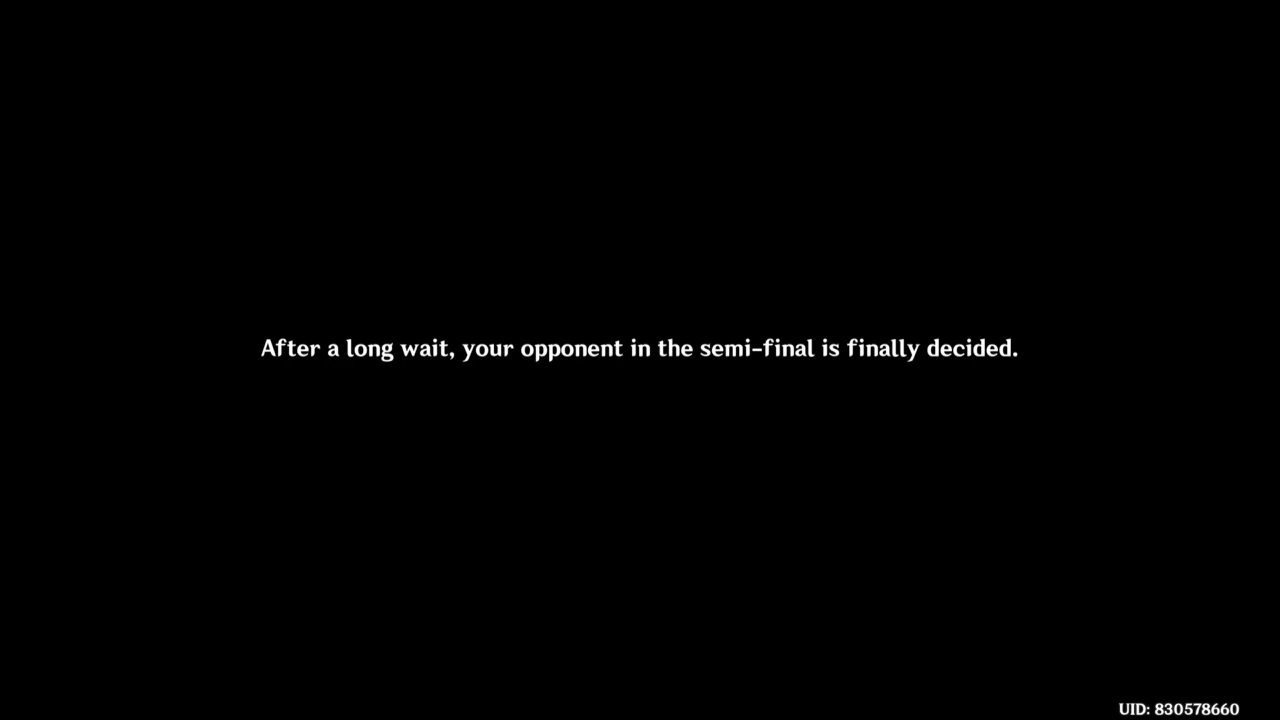 After a long wait, your opponent in the semi-final is finally decided.
UID: 830578660